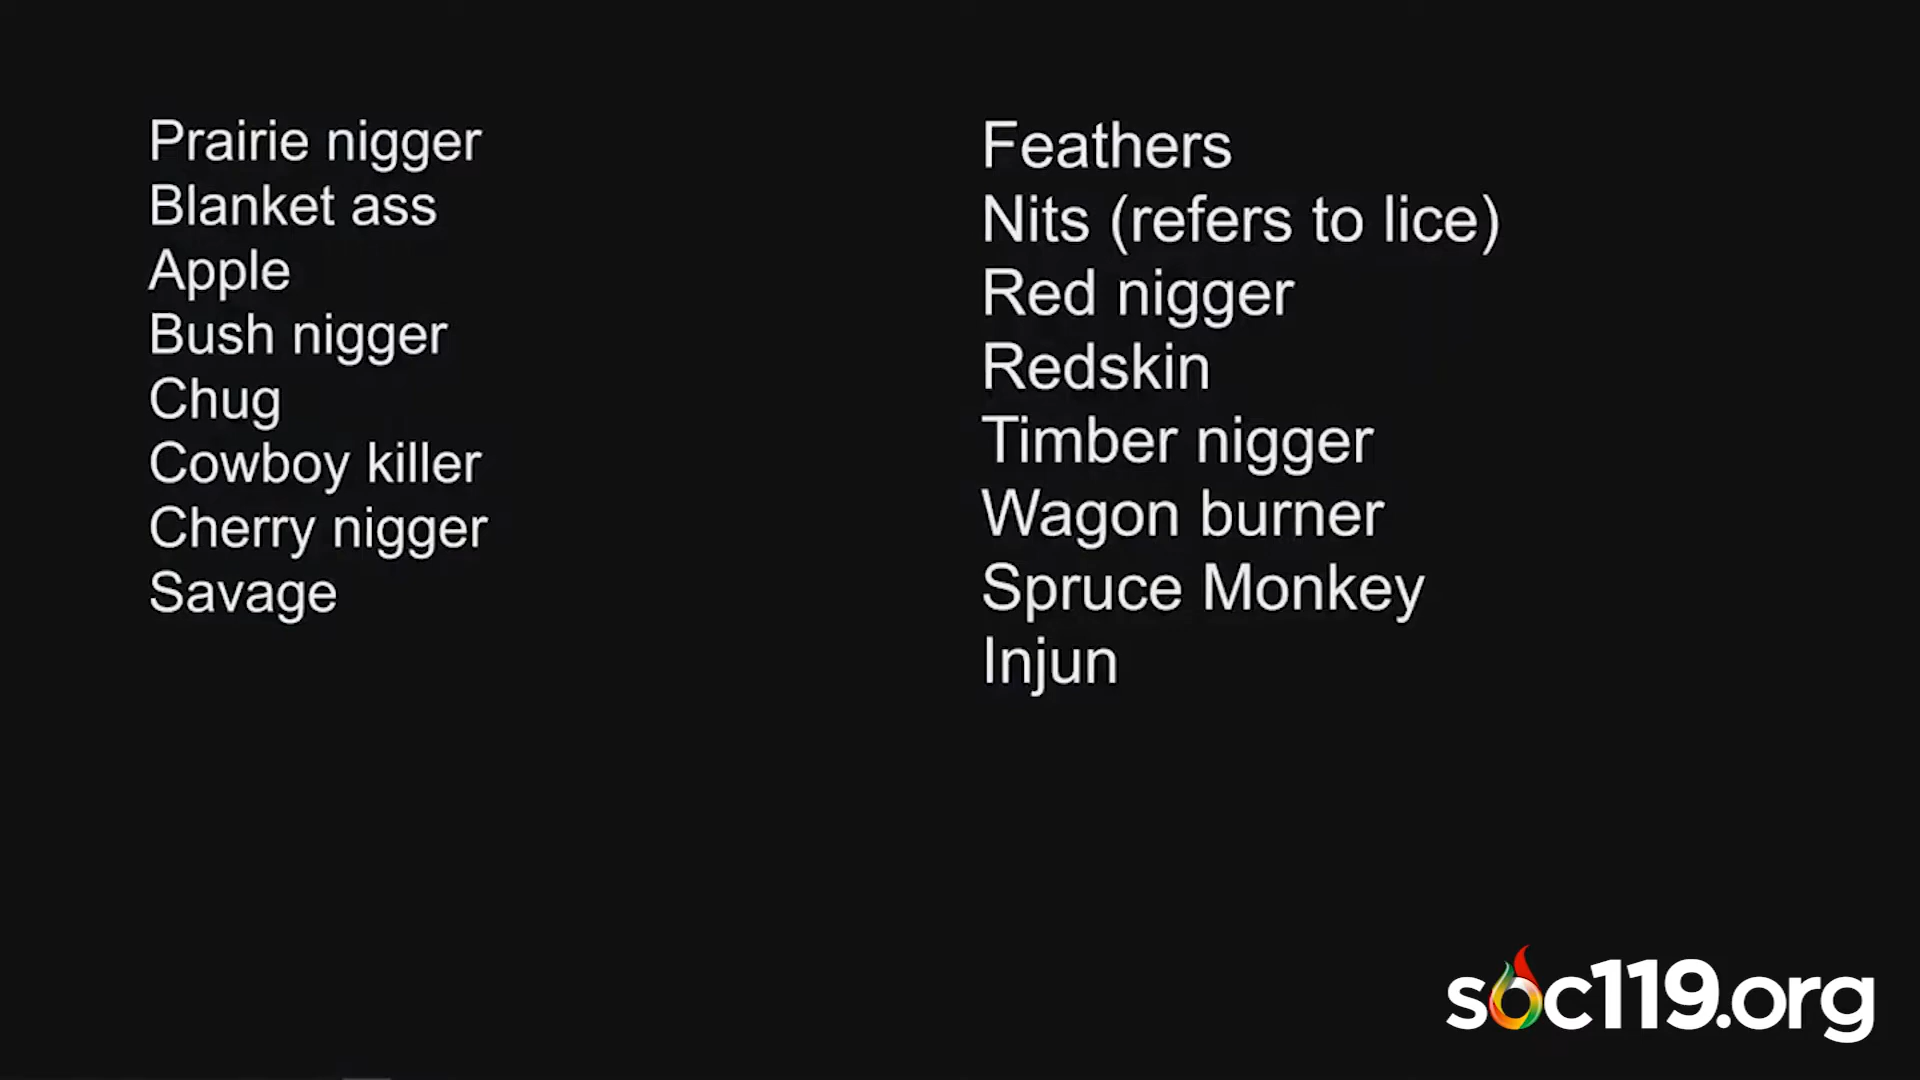 Prairie nigger
Blanket ass
Apple
Bush nigger
Chug
Cowboy killer
Cherry nigger
Savage
Feathers
Nits (refers to lice)
Red nigger
Redskin
Timber nigger
Wagon burner
Spruce Monkey
Injun
soc119.org